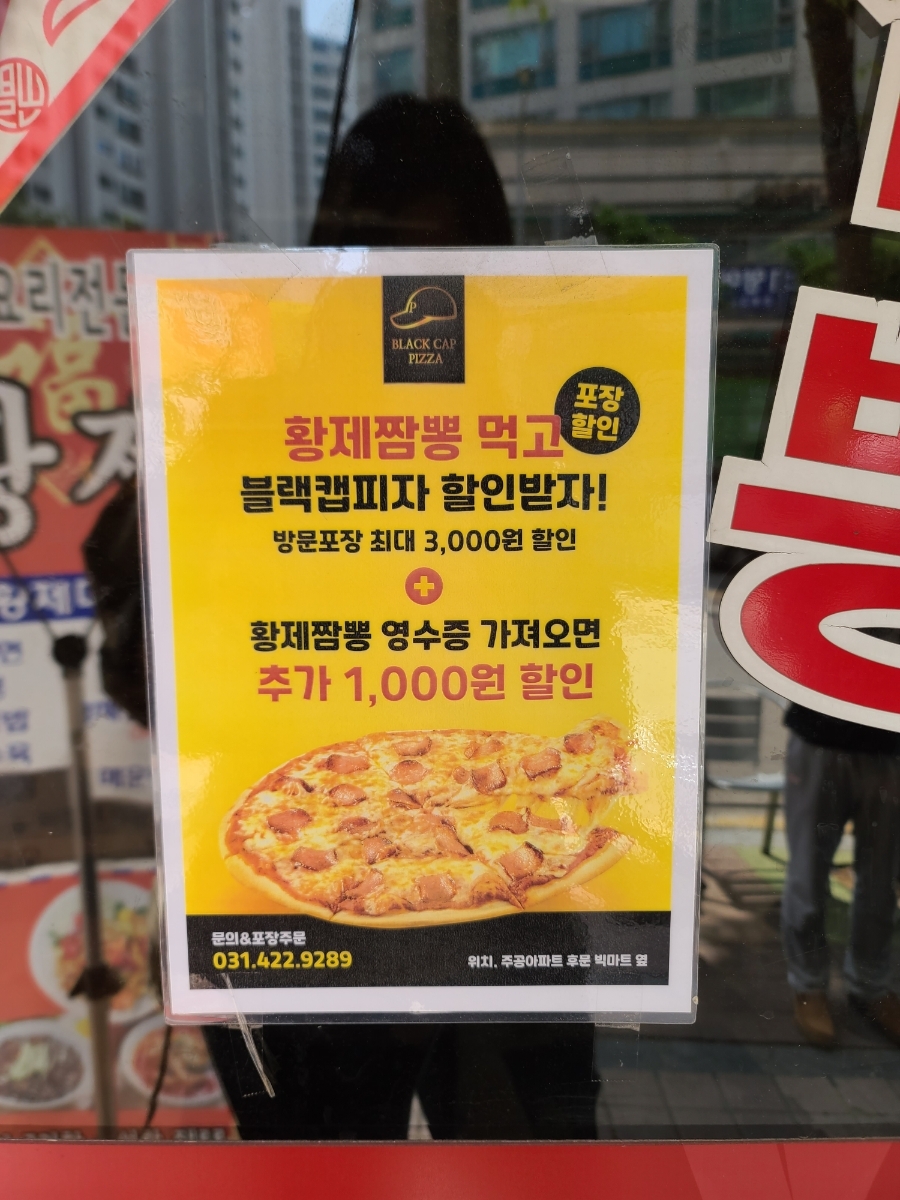 BLACK CAP
PIZZA
포장
할인
황제짬뽕 먹고
블랙캡피자 할인받자!
방문포장 최대 3,000원 할인
+
황제짬뽕 영수증 가져오면
추가 1,000원 할인
문의&포장주문
031.422.9289
위치. 주공아파트 후문 빅마트 옆
요리전문